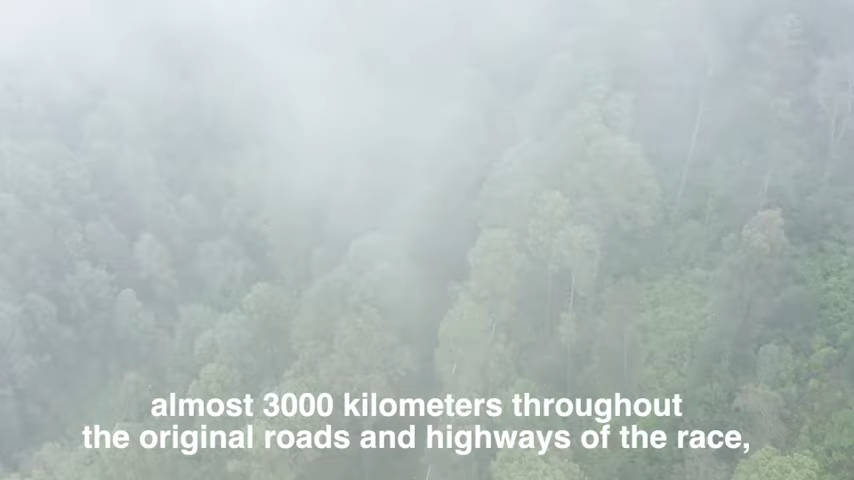 almost 3000 kilometers throughout
the original roads and highways of the race,